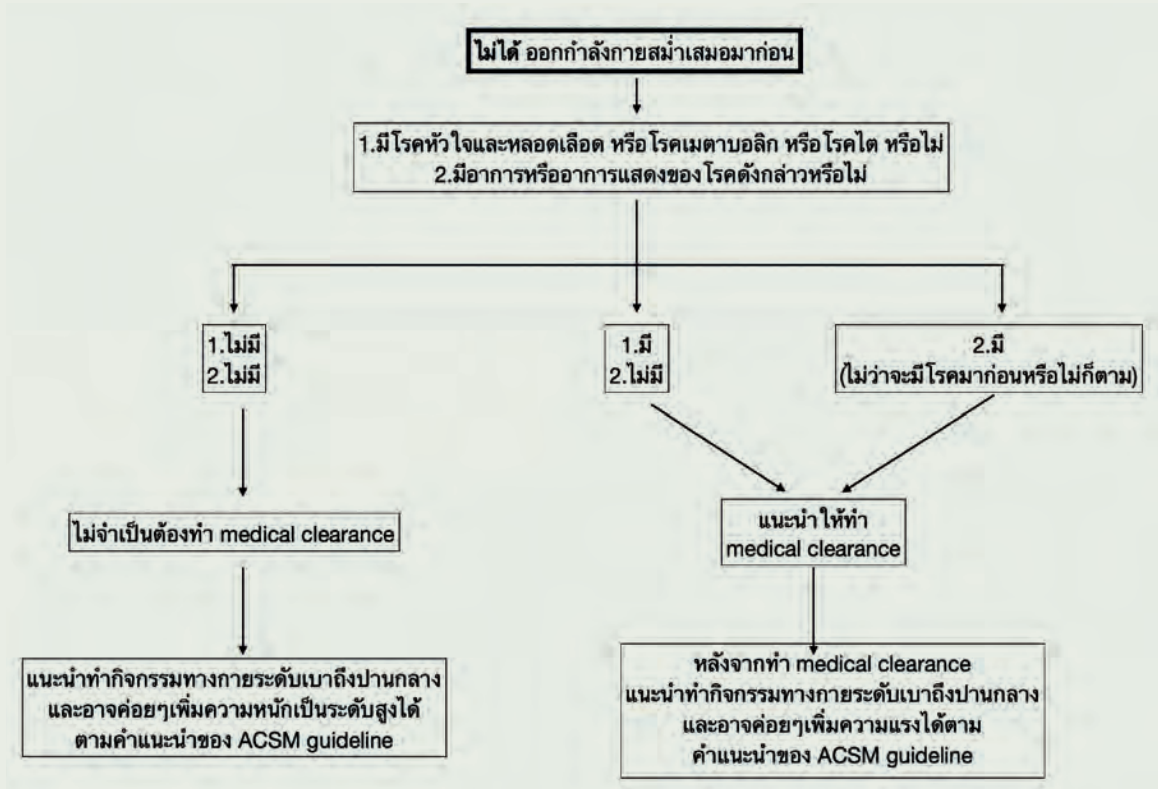 ไม่ได้ ออกกำลังกายสม่ำเสมอมาก่อน
1.มีโรคหัวใจและหลอดเลือด หรือโรคเมตาบอลิก หรือโรคไต หรือไม่
2.มีอาการหรืออาการแสดงของโรคดังกล่าวหรือไม่
1.ไม่มี
2.ไม่มี
1.มี
2.ไม่มี
2.มี
(ไม่ว่าจะมีโรคมาก่อนหรือไม่ก็ตาม)
ไม่จำเป็นต้องทำ medical clearance
แนะนำให้ทำ
medical clearance
แนะนำทำกิจกรรมทางกายระดับเบาถึงปานกลาง
และอาจค่อยๆเพิ่มความหนักเป็นระดับสูงได้
ตามคำแนะนำของ ACSM guideline
หลังจากทำ medical clearance
แนะนำทำกิจกรรมทางกายระดับเบาถึงปานกลาง
และอาจค่อยๆเพิ่มความแรงได้ตาม
คำแนะนำของ ACSM guideline